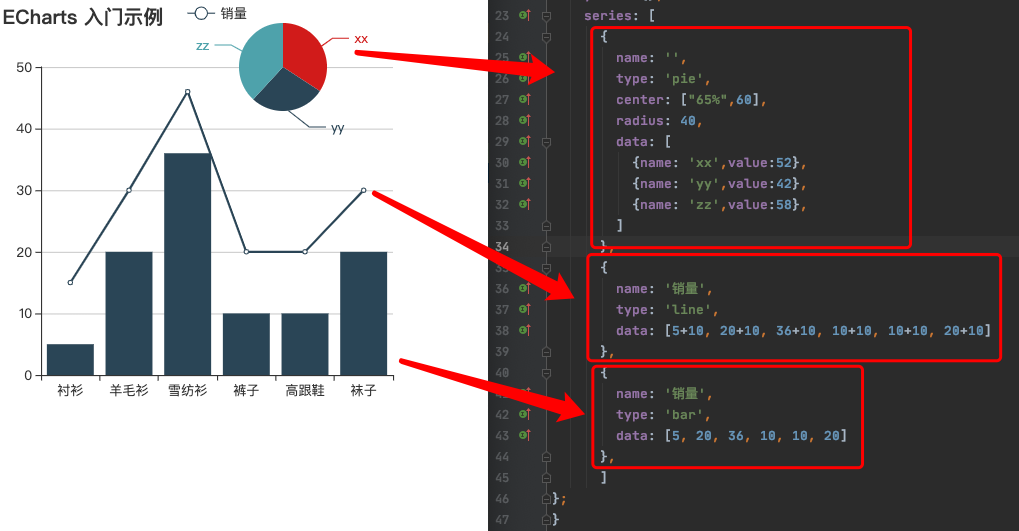 ECharts 入门示例
销量
zz
xx
yy
50
40
30
20
10
0
衬衫 羊毛衫 雪纺衫 裤子 高跟鞋 袜子
23 series: [
24 {
25 name: '',
26 type: 'pie',
27 center: ["65%",60],
28 radius: 40,
29 data: [
30 {name: 'xx',value:52},
31 {name: 'yy',value:42},
32 {name: 'zz',value:58},
33 ]
34 },
35 {
36 name: '销量',
37 type: 'line',
38 data: [5+10, 20+10, 36+10, 10+10, 10+10, 20+10]
39 },
40 {
41 name: '销量',
42 type: 'bar',
43 data: [5, 20, 36, 10, 10, 20]
44 },
45 ]
46 };
47 }